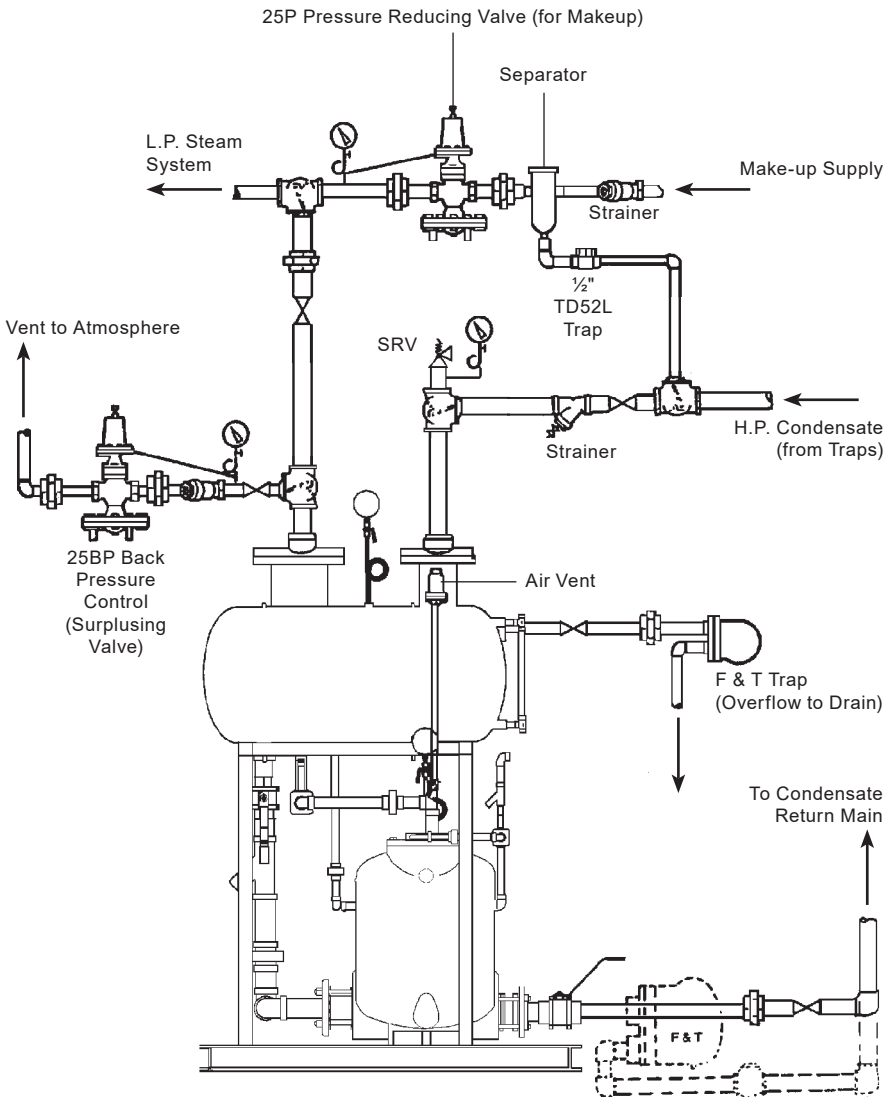 25P Pressure Reducing Valve (for Makeup)
Separator
L.P. Steam
System
Make-up Supply
Strainer
½"
TD52L
Trap
Vent to Atmosphere
SRV
H.P. Condensate
(from Traps)
Strainer
25BP Back
Pressure
Control
(Surplusing
Valve)
Air Vent
F & T Trap
(Overflow to Drain)
To Condensate
Return Main
F & T